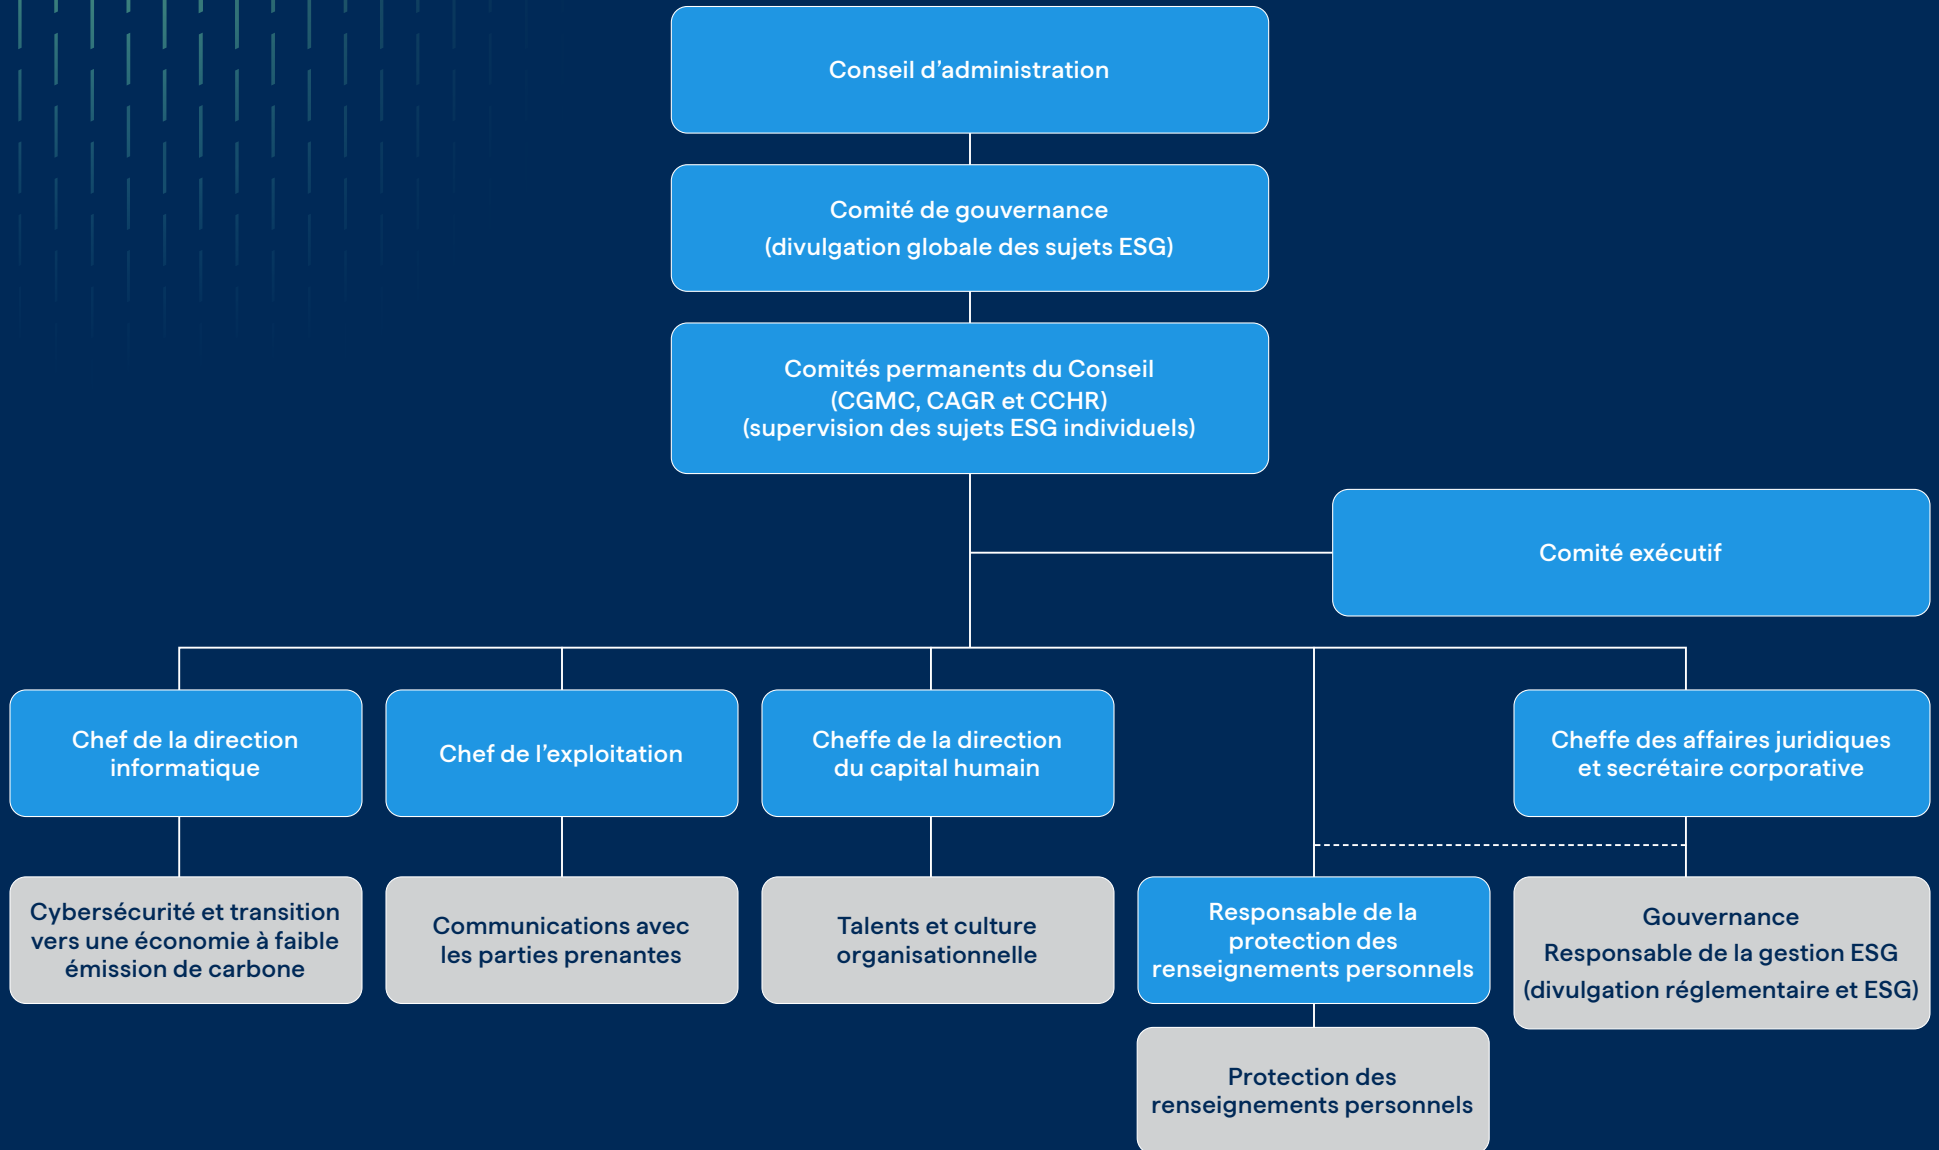 Conseil d’administration
Comité de gouvernance
(divulgation globale des sujets ESG)
Comités permanents du Conseil
(CGMC, CAGR et CCHR)
(supervision des sujets ESG individuels)
Comité exécutif
Chef de la direction
informatique
Chef de l’exploitation
Cheffe de la direction
du capital humain
Cheffe des affaires juridiques
et secrétaire corporative
Cybersécurité et transition
vers une économie à faible
émission de carbone
Communications avec
les parties prenantes
Talents et culture
organisationnelle
Responsable de la
protection des
renseignements personnels
Gouvernance
Responsable de la gestion ESG
(divulgation réglementaire et ESG)
Protection des
renseignements personnels